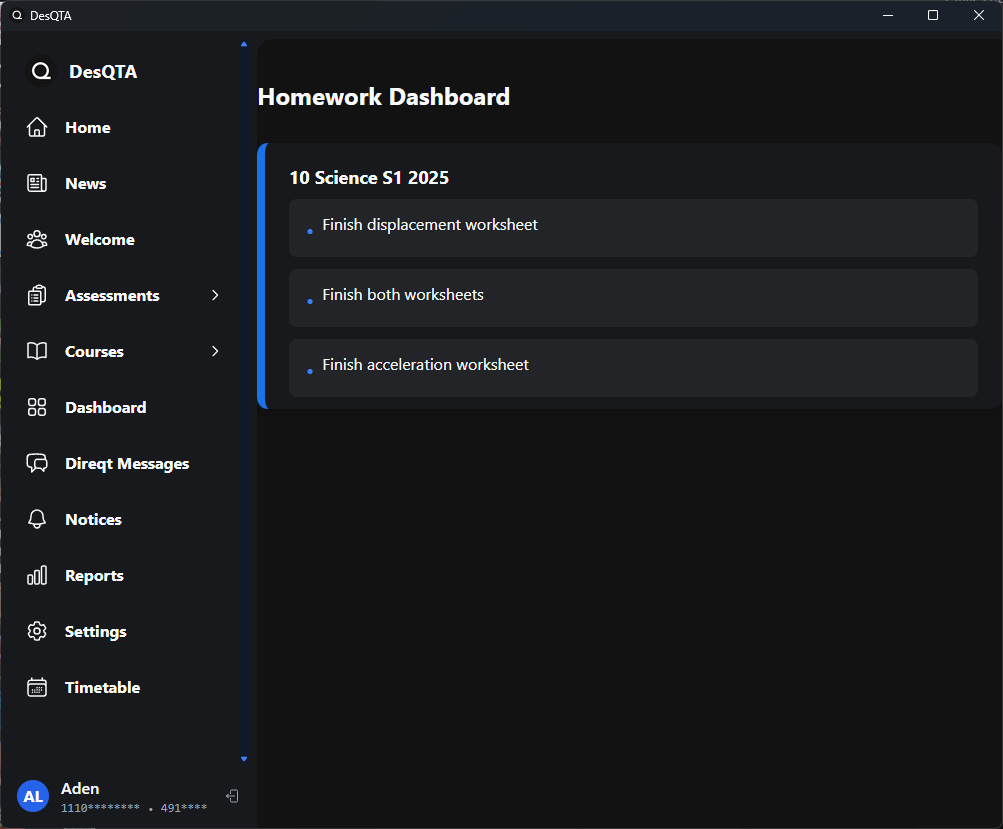 DesQTA
DesQTA
Home
News
Welcome
Assessments
Courses
Dashboard
Direqt Messages
Notices
Reports
Settings
Timetable
AL
Aden
1110******** • 491****
Homework Dashboard
10 Science S1 2025
• Finish displacement worksheet
• Finish both worksheets
• Finish acceleration worksheet